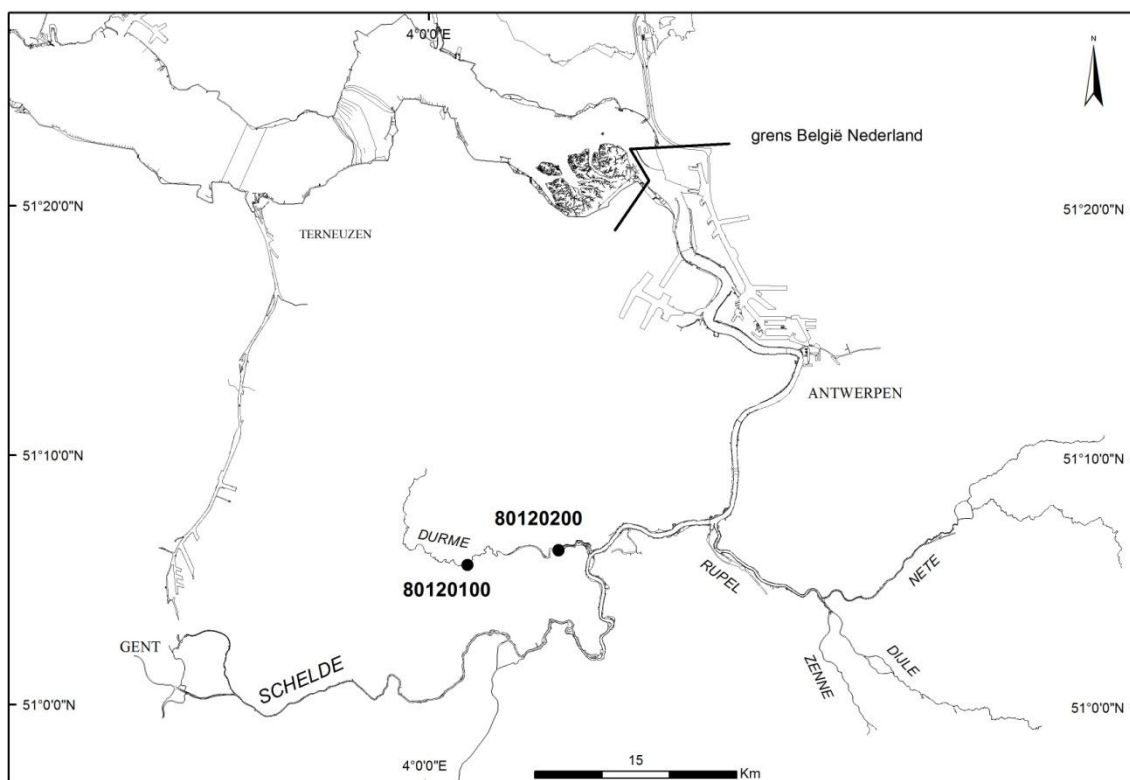 4°0'0"E
N
grens België Nederland
51°20'0"N
51°20'0"N
TERNEUZEN
ANTWERPEN
51°10'0"N
51°10'0"N
80120200
DURME
80120100
RUPEL
NETE
GENT
SCHELDE
ZENNE
DIJLE
51°0'0"N
51°0'0"N
4°0'0"E
15
Km